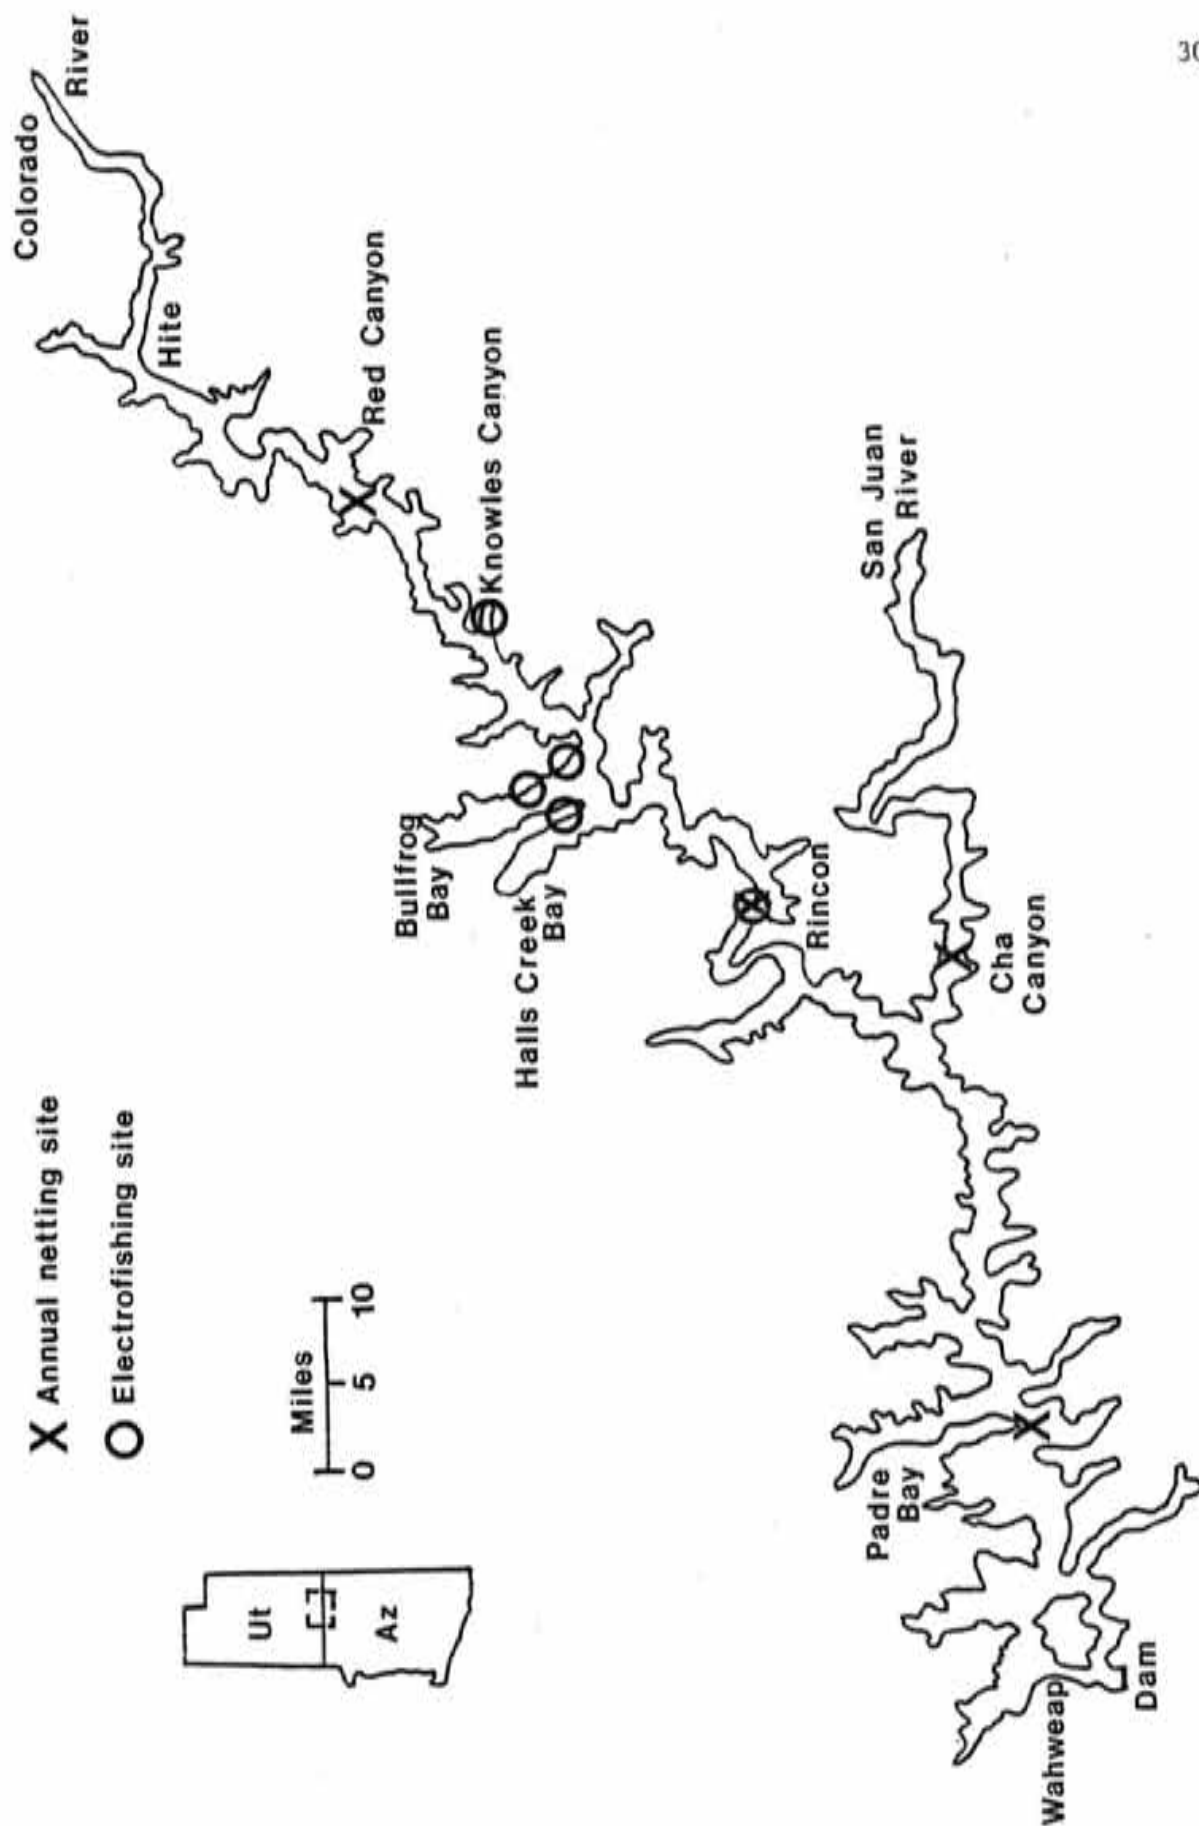 30
Colorado
River
Hite
Red Canyon
Knowles Canyon
San Juan
River
Bullfrog
Bay
Halls Creek
Bay
Rincon
Cha
Canyon
X Annual netting site
O Electrofishing site
Miles
0 5 10
Ut
Az
Padre
Bay
Wahweap
Dam